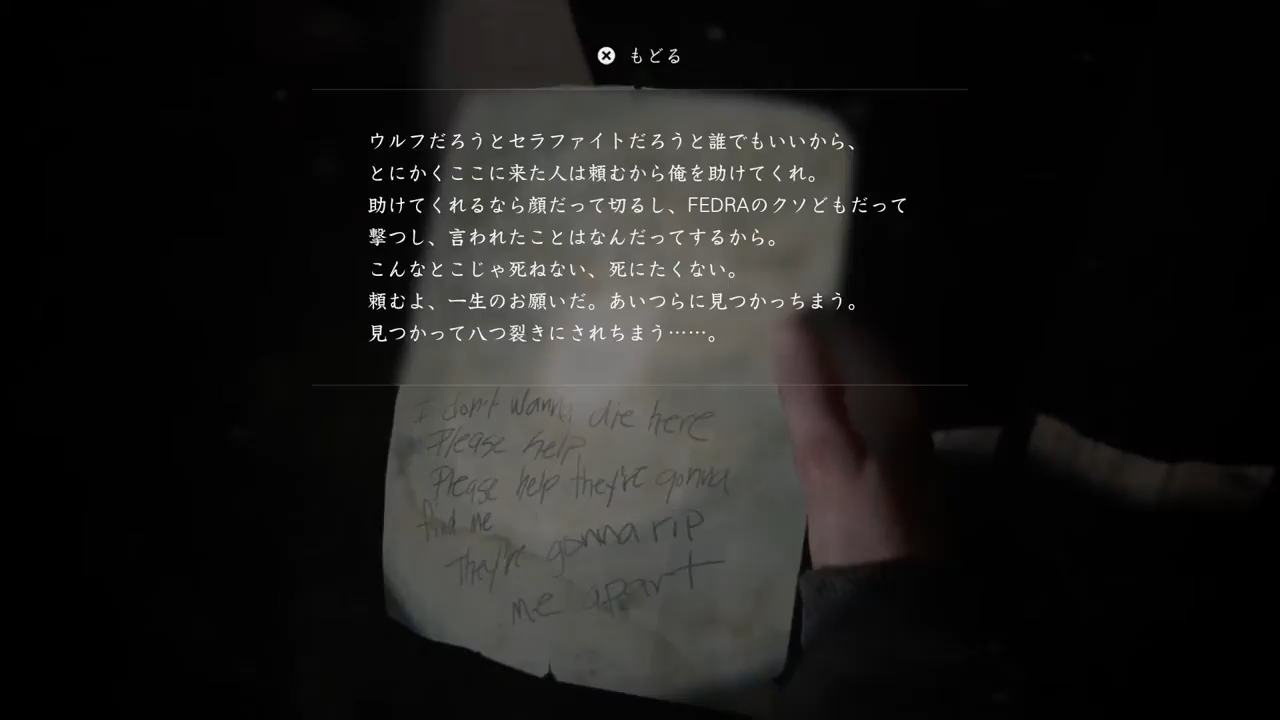 もどる
ウルフだろうとセラファイトだろうと誰でもいいから、
とにかくここに来た人は頼むから俺を助けてくれ。
助けてくれるなら顔だって切るし、FEDRAのクソどもだって
撃つし、言われたことはなんだってするから。
こんなとこじゃ死ねない、死にたくない。
頼むよ、一生のお願いだ。あいつらに見つかっちまう。
見つかって八つ裂きにされちまう……。
I don't wanna die here
Please help
Please help they're gonna
find me
They're gonna rip
me apart